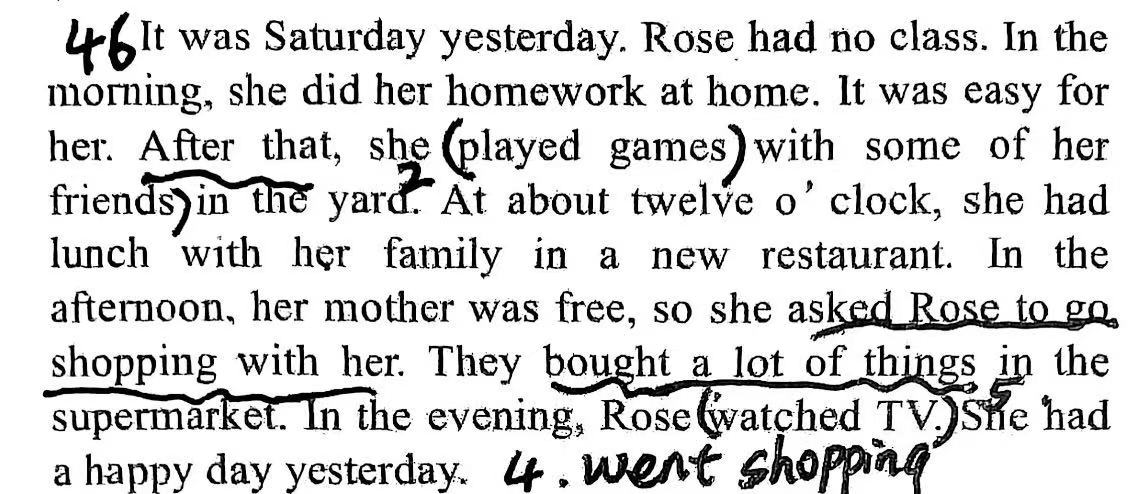 46 It was Saturday yesterday. Rose had no class. In the
morning, she did her homework at home. It was easy for
her. After that, she (played games) with some of her
friends) in the yard. 2 At about twelve o' clock, she had
lunch with her family in a new restaurant. In the
afternoon, her mother was free, so she asked Rose to go
shopping with her. They bought a lot of things in the
supermarket. In the evening, Rose (watched TV.) 5 She had
a happy day yesterday. 4. went shopping